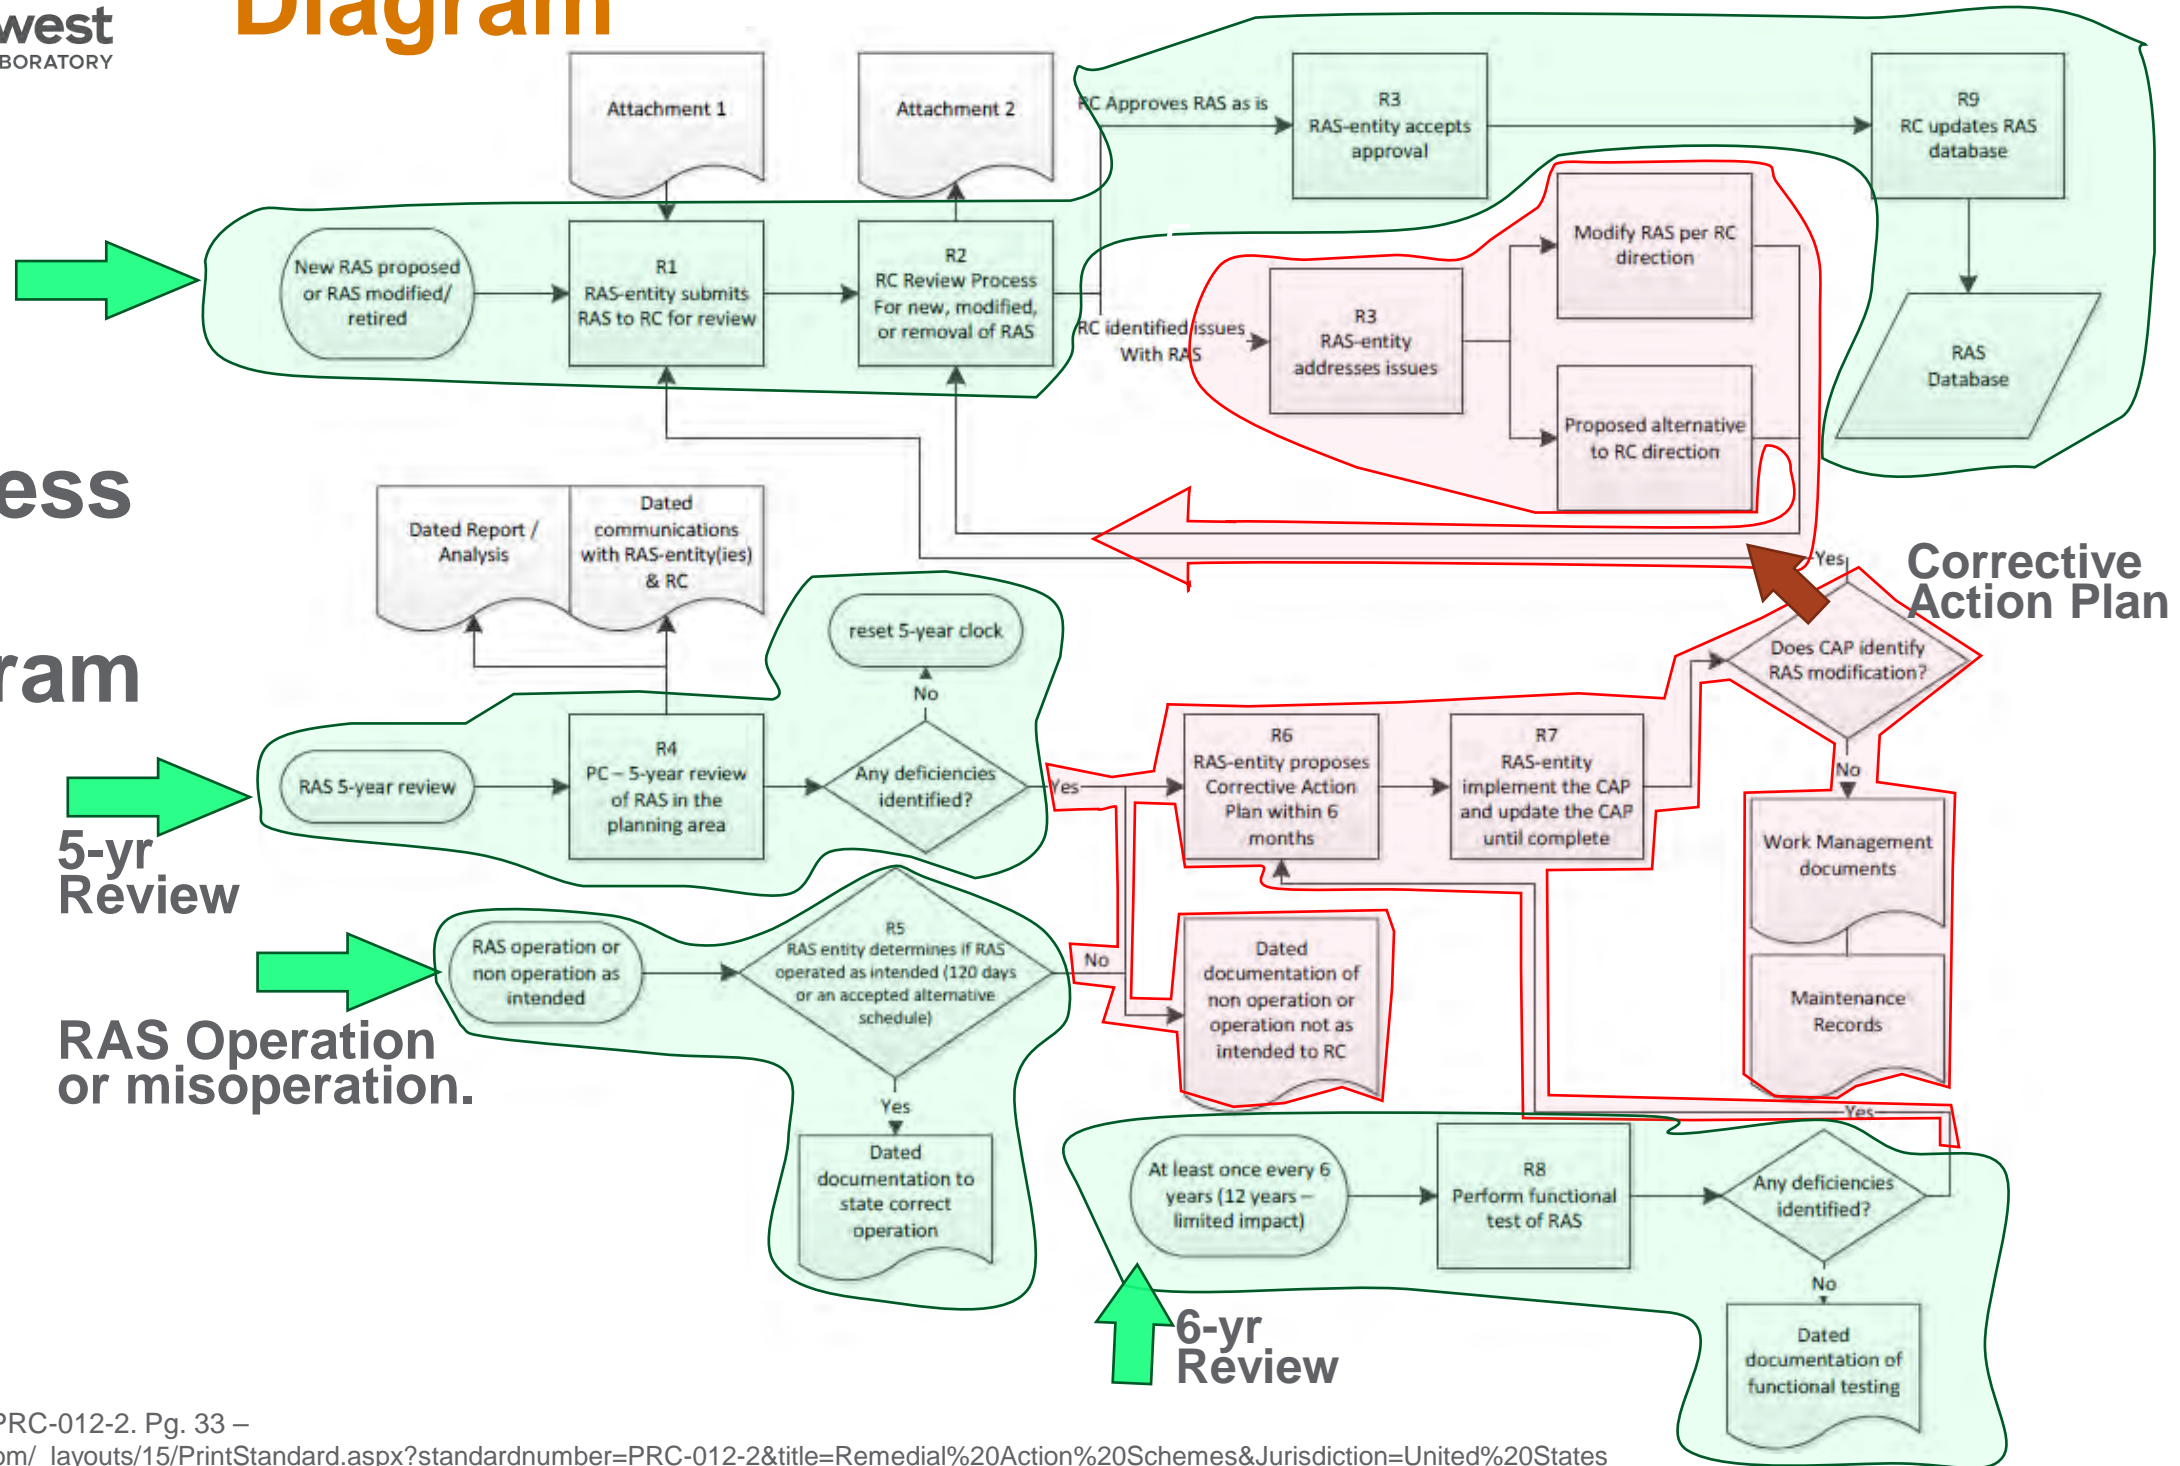 west
BORATORY
Diagram
Attachment 1
Attachment 2
RC Approves RAS as is
R3
RAS-entity accepts
approval
R9
RC updates RAS
database
New RAS proposed
or RAS modified/
retired
R1
RAS-entity submits
RAS to RC for review
R2
RC Review Process
For new, modified,
or removal of RAS
RC identified issues
With RAS
R3
RAS-entity
addresses issues
Modify RAS per RC
direction
Proposed alternative
to RC direction
RAS
Database
ess
ram
Dated Report /
Analysis
Dated
communications
with RAS-entity(ies)
& RC
Yes
Corrective
Action Plan
reset 5-year clock
No
Does CAP identify
RAS modification?
RAS 5-year review
R4
PC – 5-year review
of RAS in the
planning area
Any deficiencies
identified?
Yes
R6
RAS-entity proposes
Corrective Action
Plan within 6
months
R7
RAS-entity
implement the CAP
and update the CAP
until complete
No
Work Management
documents
Maintenance
Records
5-yr
Review
RAS operation or
non operation as
intended
R5
RAS entity determines if RAS
operated as intended (120 days
or an accepted alternative
schedule)
No
Dated
documentation of
non operation or
operation not as
intended to RC
RAS Operation
or misoperation.
Yes
Dated
documentation to
state correct
operation
Yes
At least once every 6
years (12 years –
limited impact)
R8
Perform functional
test of RAS
Any deficiencies
identified?
No
Dated
documentation of
functional testing
6-yr
Review
PRC-012-2. Pg. 33 –
om/_layouts/15/PrintStandard.aspx?standardnumber=PRC-012-2&title=Remedial%20Action%20Schemes&Jurisdiction=United%20States